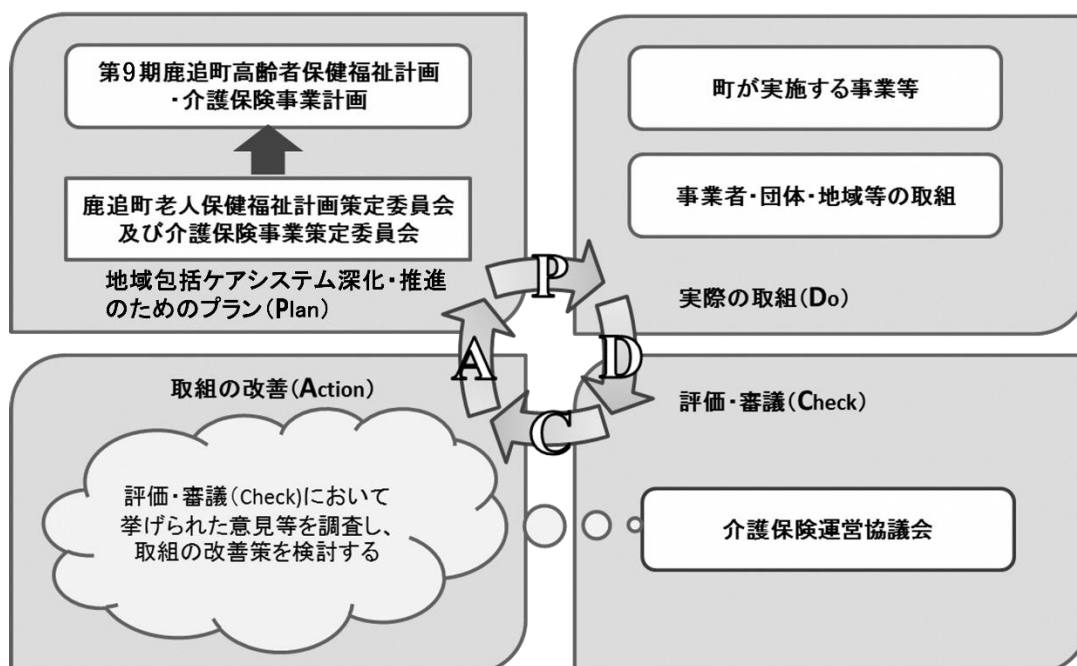 第9期鹿追町高齢者保健福祉計画
・介護保険事業計画
鹿追町老人保健福祉計画策定委員会
及び介護保険事業策定委員会
地域包括ケアシステム深化・推進
のためのプラン（Plan）
町が実施する事業等
事業者・団体・地域等の取組
実際の取組（Do）
P
D
C
A
取組の改善（Action）
評価・審議（Check)において
挙げられた意見等を調査し、
取組の改善策を検討する
評価・審議（Check）
介護保険運営協議会